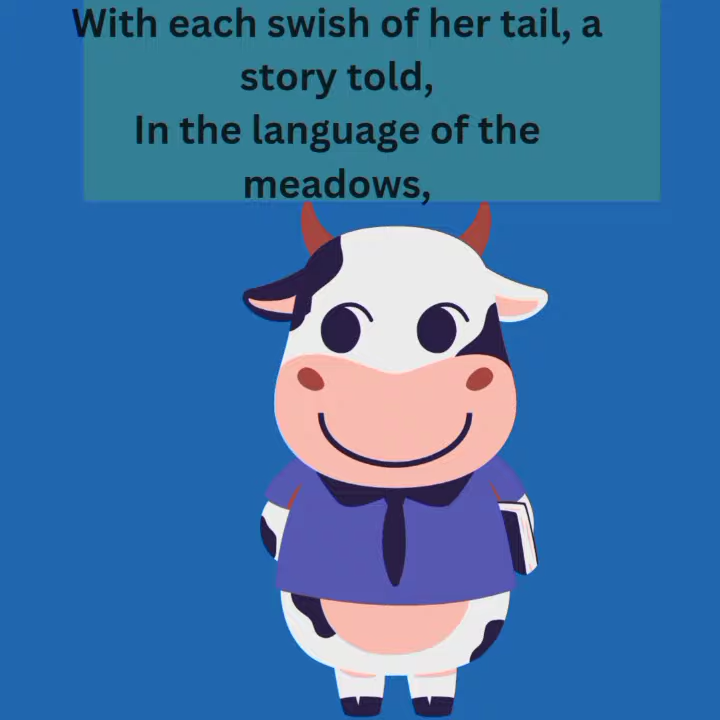 With each swish of her tail, a
story told,
In the language of the
meadows,